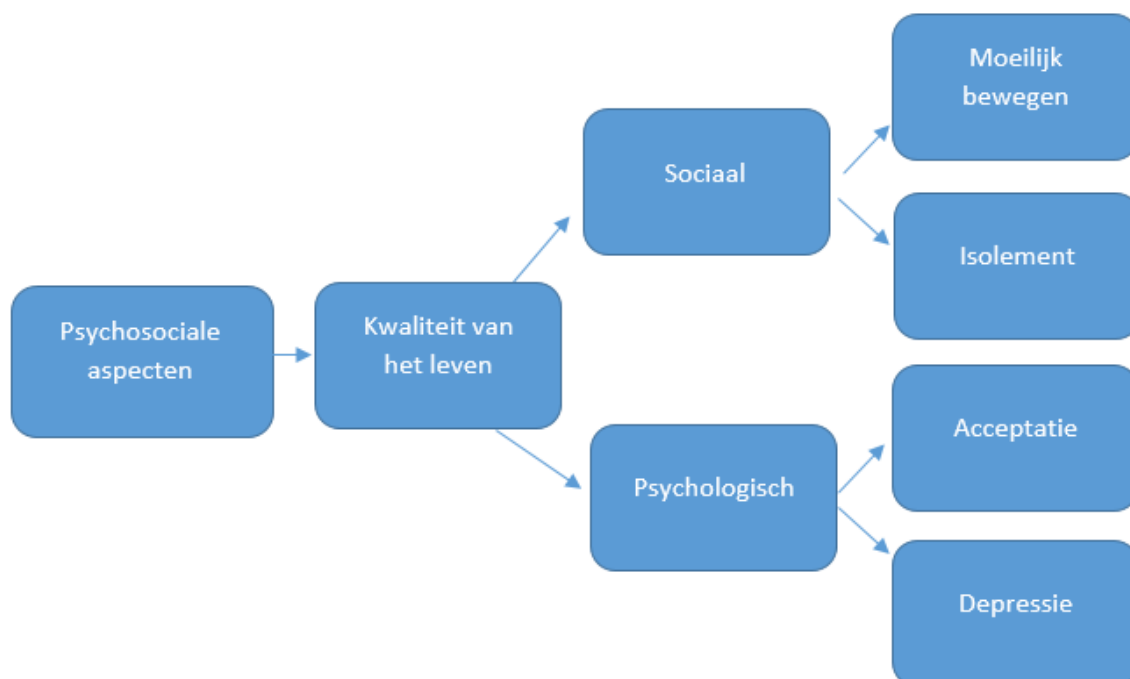 Psychosociale
aspecten
Kwaliteit van
het leven
Sociaal
Moeilijk
bewegen
Isolement
Psychologisch
Acceptatie
Depressie